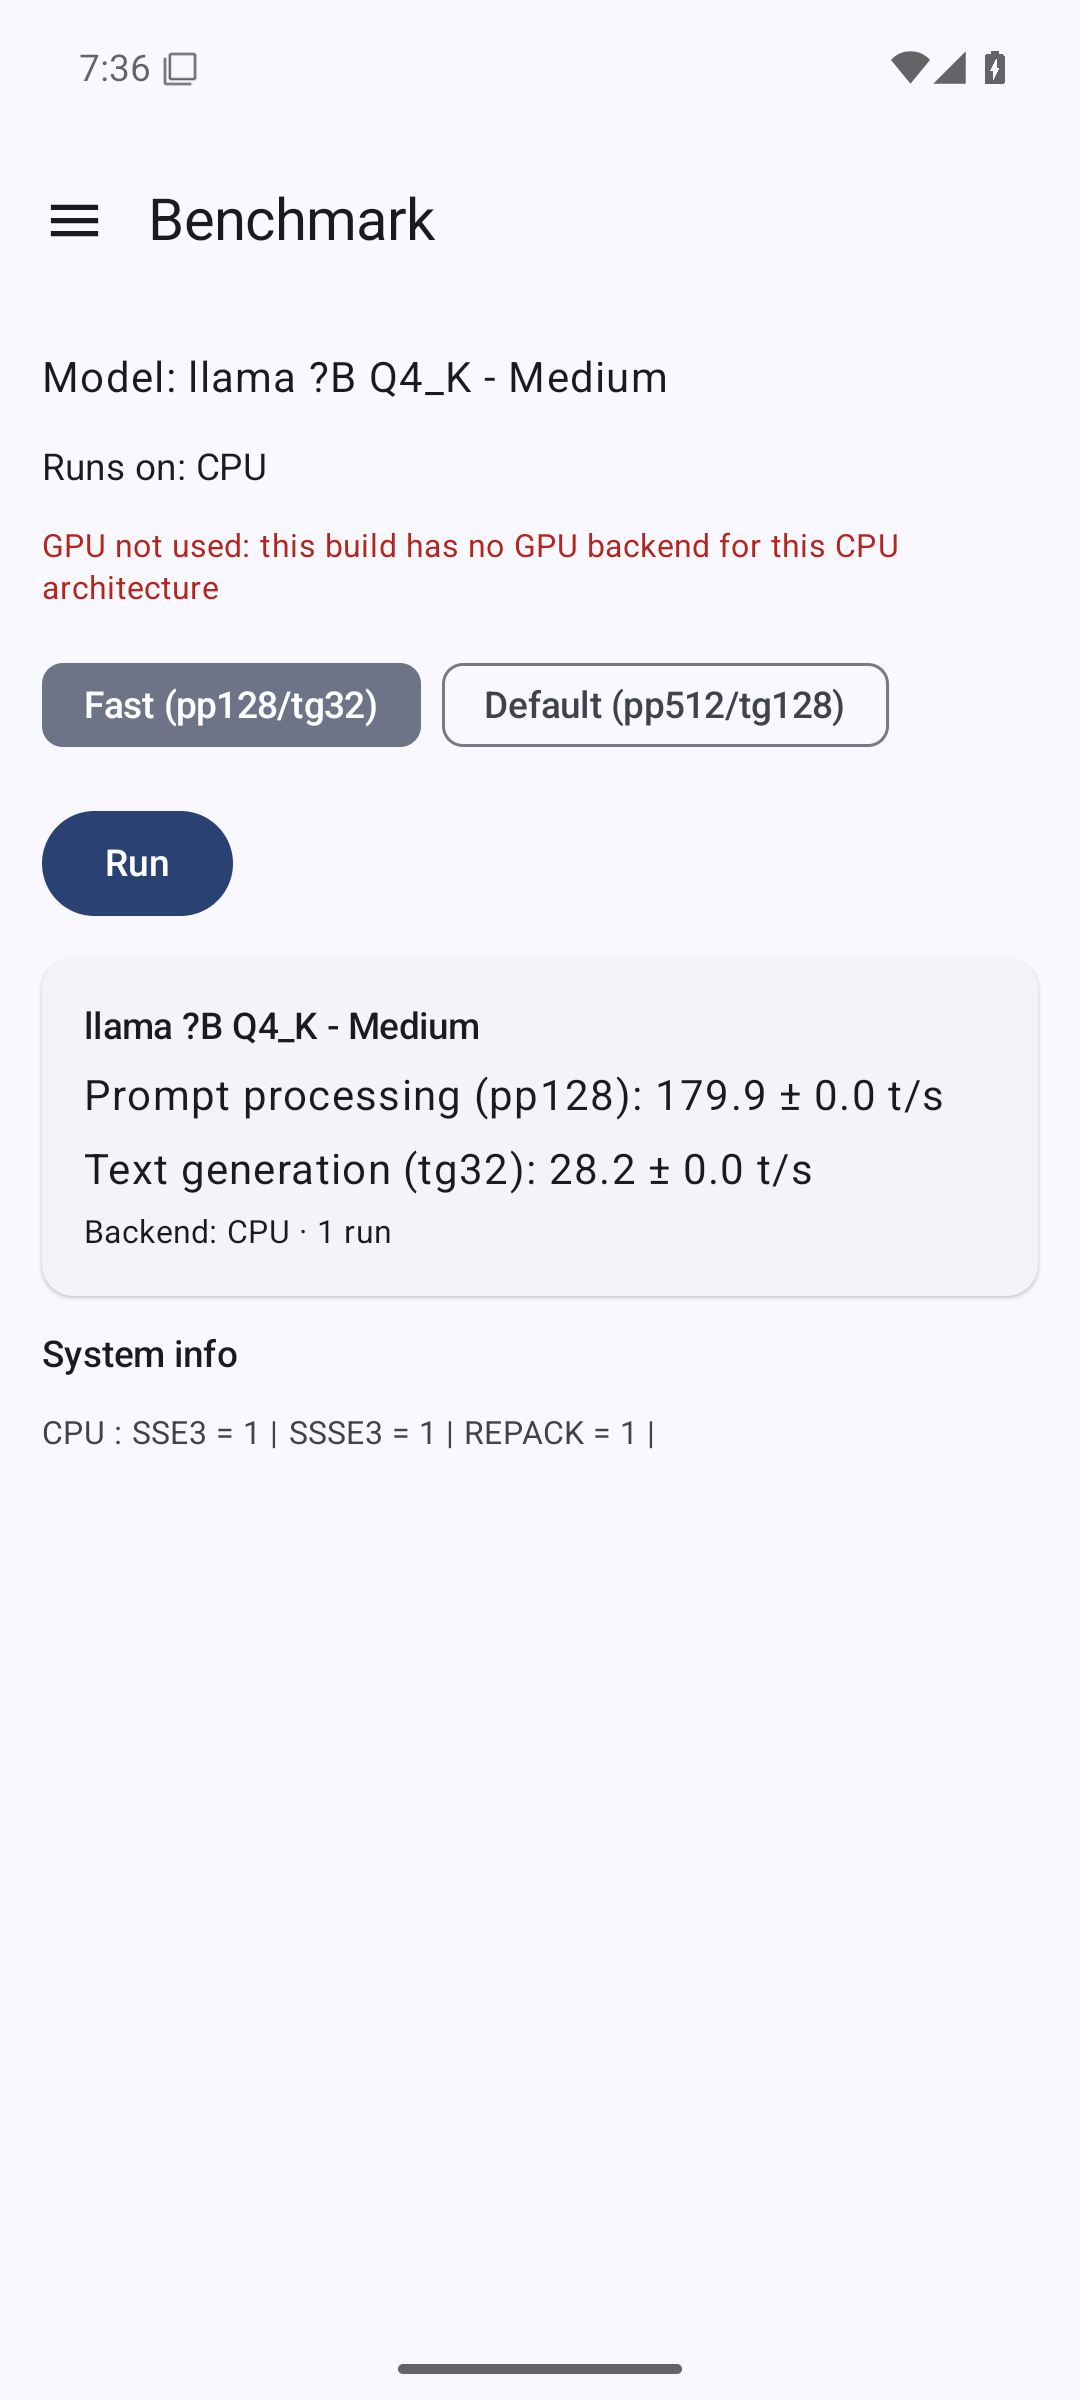 7:36
Benchmark
Model: llama ?B Q4_K - Medium
Runs on: CPU
GPU not used: this build has no GPU backend for this CPU
architecture
Fast (pp128/tg32) Default (pp512/tg128)
Run
llama ?B Q4_K - Medium
Prompt processing (pp128): 179.9 ± 0.0 t/s
Text generation (tg32): 28.2 ± 0.0 t/s
Backend: CPU · 1 run
System info
CPU : SSE3 = 1 | SSSE3 = 1 | REPACK = 1 |